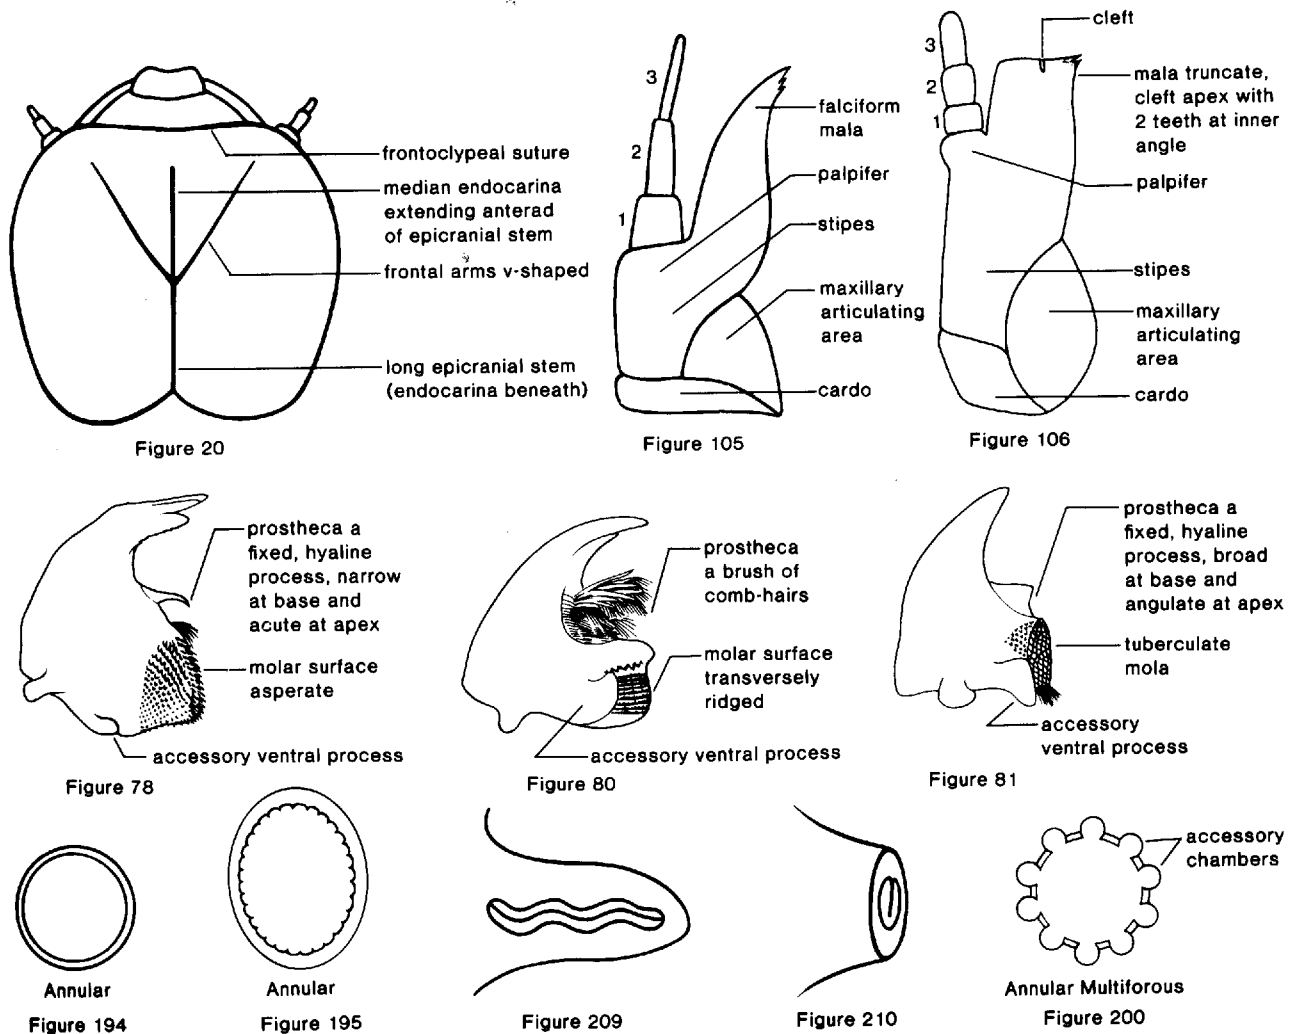 frontoclypeal suture
median endocarina
extending anterad
of epicranial stem
frontal arms v-shaped
long epicranial stem
(endocarina beneath)
Figure 20
3
2
1
falciform
mala
palpifer
stipes
maxillary
articulating
area
cardo
Figure 105
3
2
1
cleft
mala truncate,
cleft apex with
2 teeth at inner
angle
palpifer
stipes
maxillary
articulating
area
cardo
Figure 106
prostheca a
fixed, hyaline
process, narrow
at base and
acute at apex
molar surface
asperate
accessory ventral process
Figure 78
prostheca
a brush of
comb-hairs
molar surface
transversely
ridged
accessory ventral process
Figure 80
prostheca a
fixed, hyaline
process, broad
at base and
angulate at apex
tuberculate
mola
accessory
ventral process
Figure 81
Annular
Figure 194
Annular
Figure 195
Figure 209
Figure 210
accessory
chambers
Annular Multiforous
Figure 200